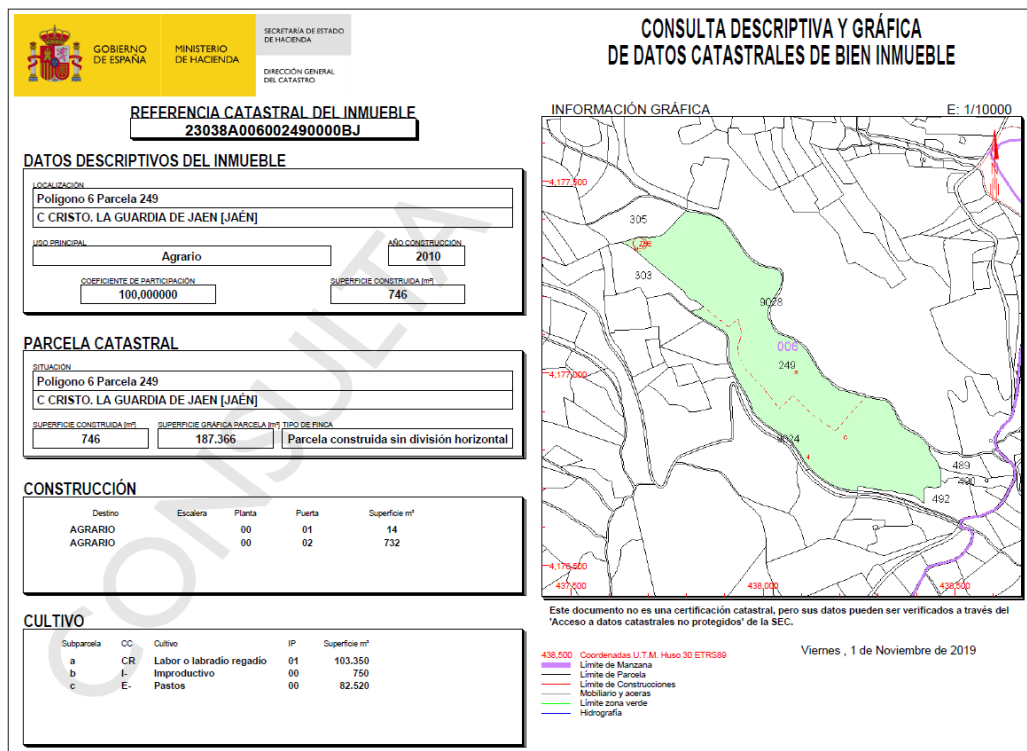 GOBIERNO
DE ESPAÑA
MINISTERIO
DE HACIENDA
SECRETARÍA DE ESTADO
DE HACIENDA
DIRECCIÓN GENERAL
DEL CATASTRO
CONSULTA DESCRIPTIVA Y GRÁFICA
DE DATOS CATASTRALES DE BIEN INMUEBLE
REFERENCIA CATASTRAL DEL INMUEBLE
23038A006002490000BJ
DATOS DESCRIPTIVOS DEL INMUEBLE
LOCALIZACIÓN
Polígono 6 Parcela 249
C CRISTO. LA GUARDIA DE JAEN [JAÉN]
USO PRINCIPAL
Agrario
AÑO CONSTRUCCIÓN
2010
COEFICIENTE DE PARTICIPACIÓN
100,000000
SUPERFICIE CONSTRUIDA [m²]
746
PARCELA CATASTRAL
SITUACIÓN
Polígono 6 Parcela 249
C CRISTO. LA GUARDIA DE JAEN [JAÉN]
SUPERFICIE CONSTRUIDA [m²]
746
SUPERFICIE GRÁFICA PARCELA [m²]
187.366
TIPO DE FINCA
Parcela construida sin división horizontal
CONSTRUCCIÓN
Destino Escalera Planta Puerta Superficie m²
AGRARIO 00 01 14
AGRARIO 00 02 732
CULTIVO
Subparcela CC Cultivo IP Superficie m²
a CR Labor o labradío regadío 01 103.350
b I- Improductivo 00 750
c E- Pastos 00 82.520
CONSULTA
INFORMACIÓN GRÁFICA E: 1/10000
4,177,500
305
303
9028
006
249
4,177,000
9024
c
489
490
492
4,176,500
437,500 438,000 438,500
Este documento no es una certificación catastral, pero sus datos pueden ser verificados a través del
'Acceso a datos catastrales no protegidos' de la SEC.
438,500 Coordenadas U.T.M. Huso 30 ETRS89
Límite de Manzana
Límite de Parcela
Límite de Construcciones
Mobiliario y aceras
Límite zona verde
Hidrografía
Viernes , 1 de Noviembre de 2019